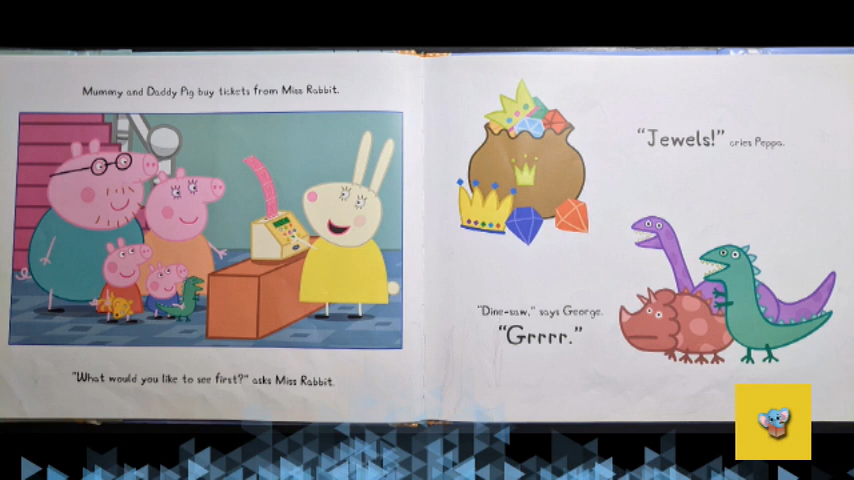 Mummy and Daddy Pig buy tickets from Miss Rabbit.
"What would you like to see first?" asks Miss Rabbit.
"Jewels!" cries Peppa.
"Dine-saw," says George.
"Grrrr."